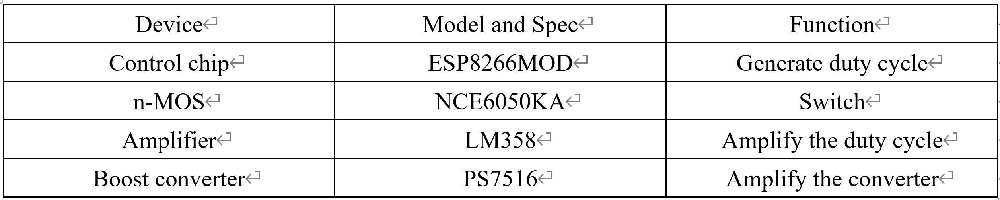 Device Model and Spec Function
Control chip ESP8266MOD Generate duty cycle
n-MOS NCE6050KA Switch
Amplifier LM358 Amplify the duty cycle
Boost converter PS7516 Amplify the converter